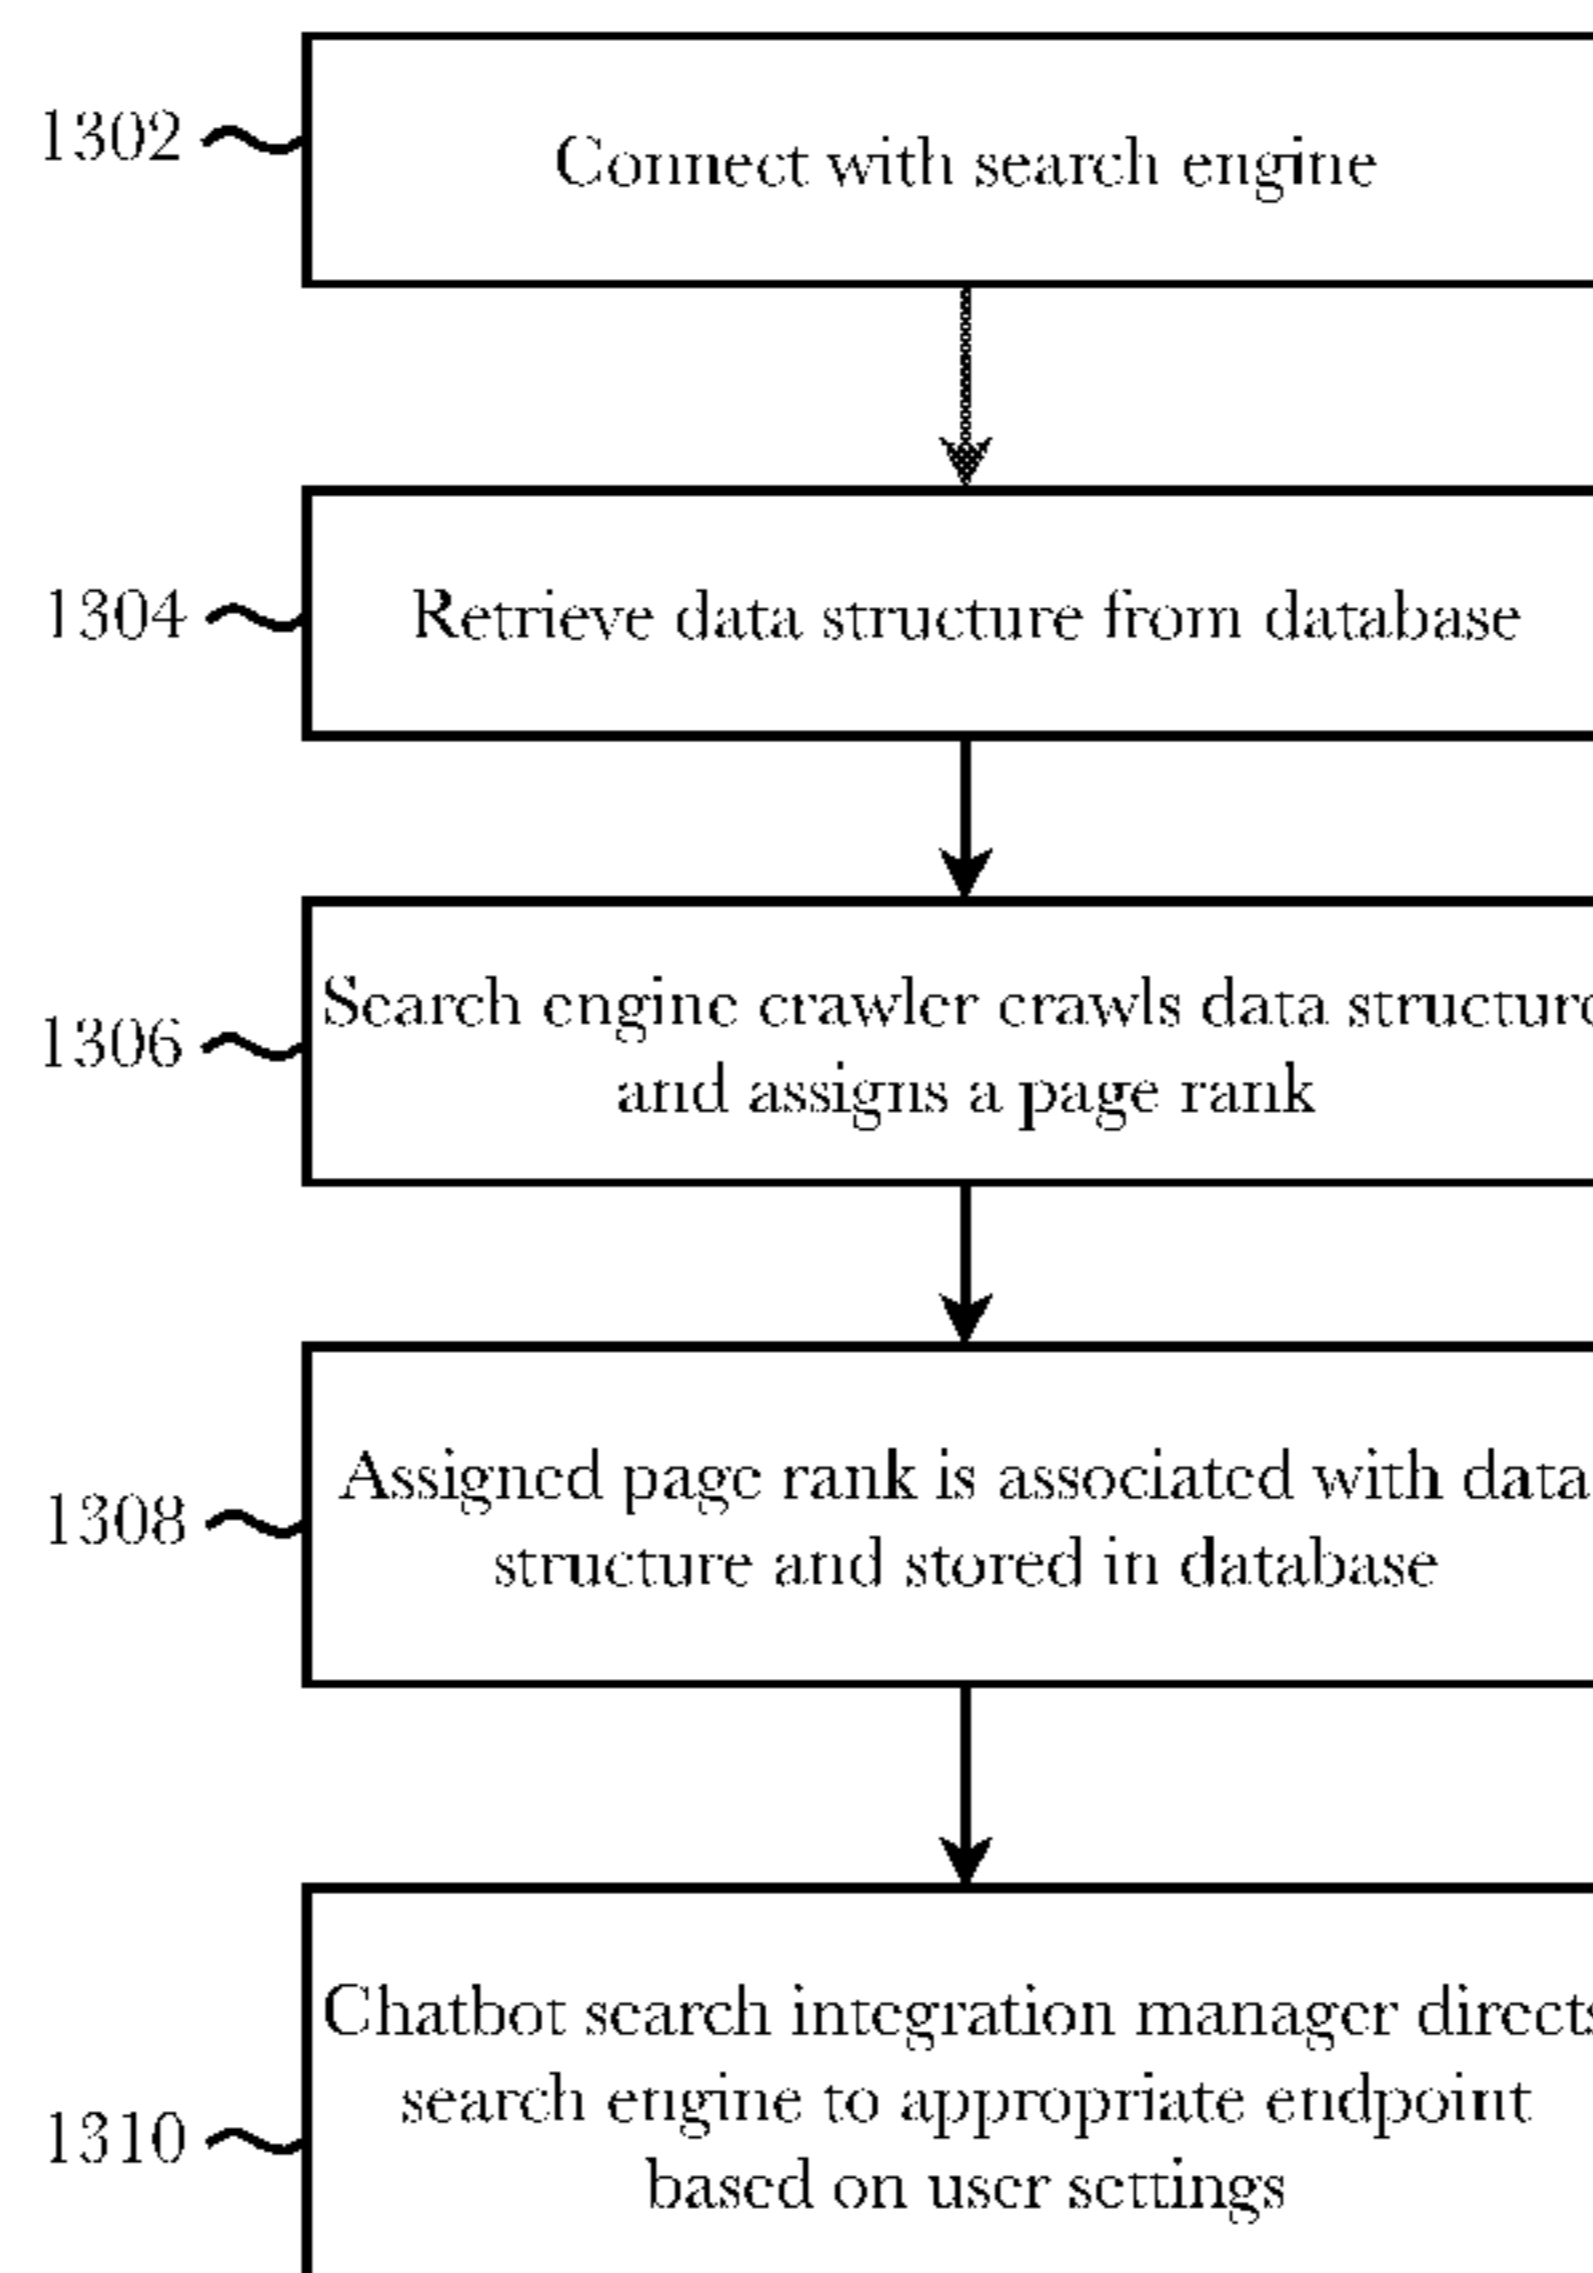 1302
Connect with search engine
1304
Retrieve data structure from database
1306
Search engine crawler crawls data structure
and assigns a page rank
1308
Assigned page rank is associated with data
structure and stored in database
1310
Chatbot search integration manager directs
search engine to appropriate endpoint
based on user settings